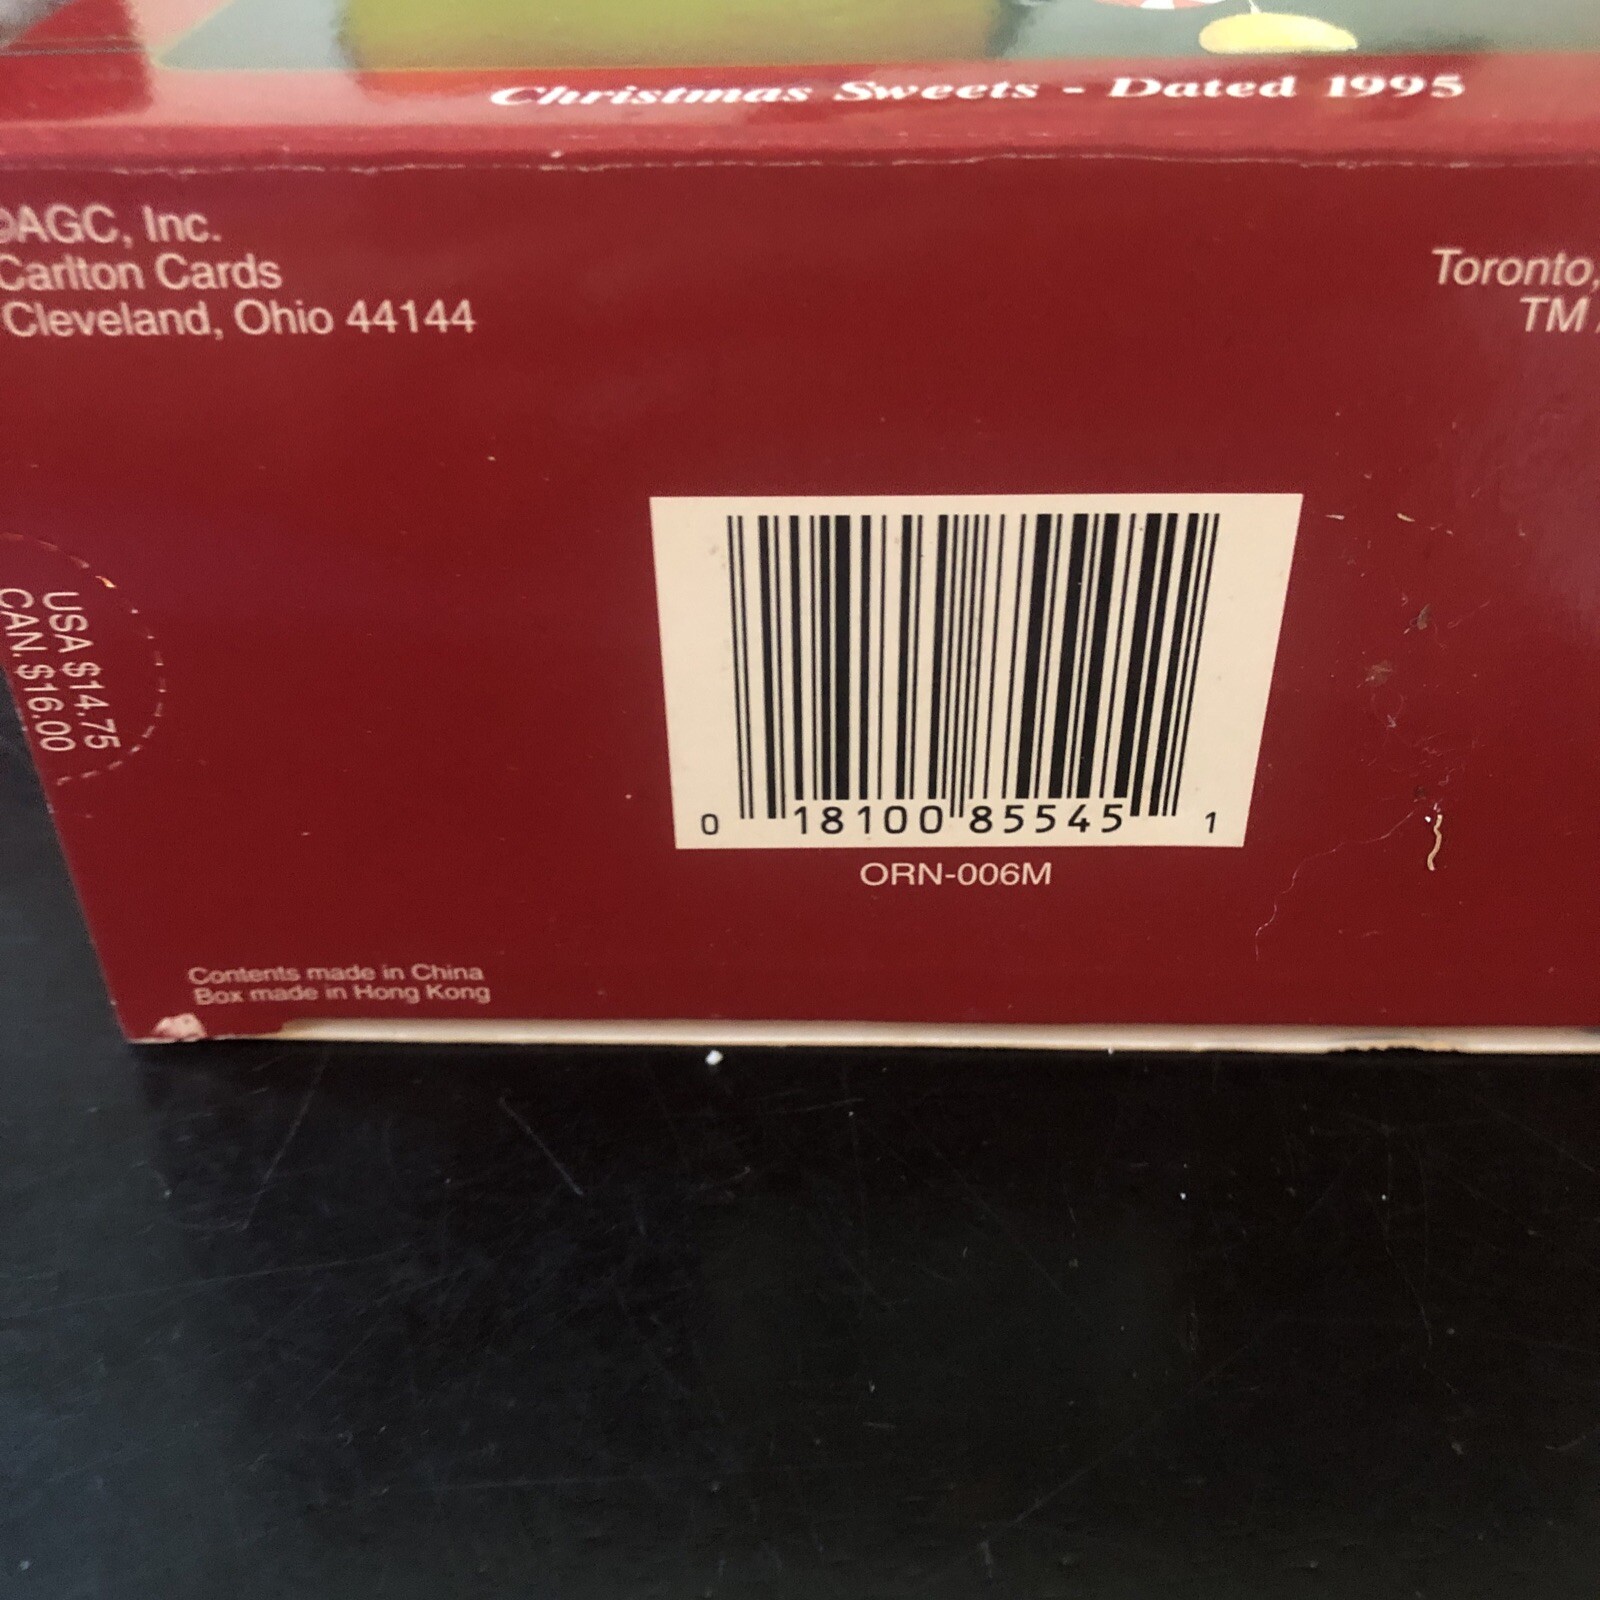 Christmas Sweets - Dated 1995
©AGC, Inc.
Carlton Cards
Cleveland, Ohio 44144
Toronto,
TM
USA $14.75
CAN. $16.00
0 18100 85545 1
ORN-006M
Contents made in China
Box made in Hong Kong